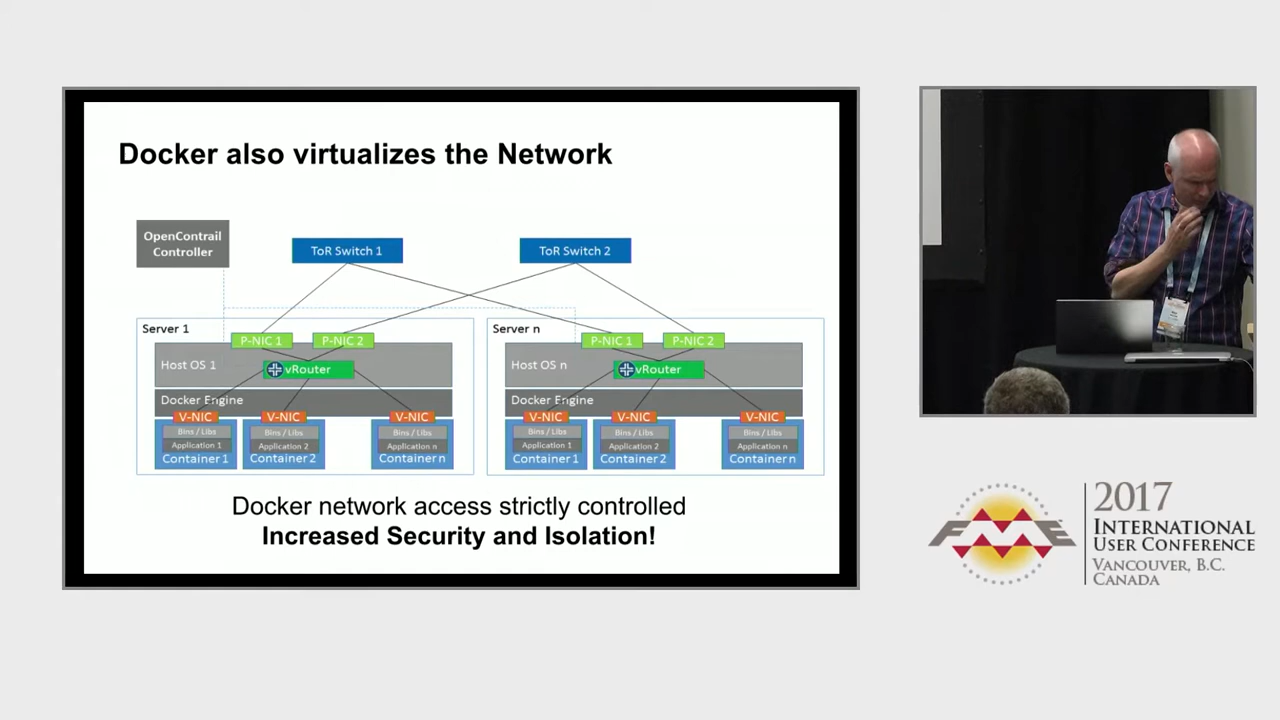 Docker also virtualizes the Network
OpenContrail
Controller
ToR Switch 1
ToR Switch 2
Server 1
P-NIC 1
P-NIC 2
Host OS 1
vRouter
Docker Engine
V-NIC
V-NIC
V-NIC
Bins / Libs
Bins / Libs
Bins / Libs
Application 1
Application 2
Application n
Container 1
Container 2
Container n
Server n
P-NIC 1
P-NIC 2
Host OS n
vRouter
Docker Engine
V-NIC
V-NIC
V-NIC
Bins / Libs
Bins / Libs
Bins / Libs
Application 1
Application 2
Application n
Container 1
Container 2
Container n
Docker network access strictly controlled
Increased Security and Isolation!
FME
2017
INTERNATIONAL
USER CONFERENCE
VANCOUVER, B.C.
CANADA